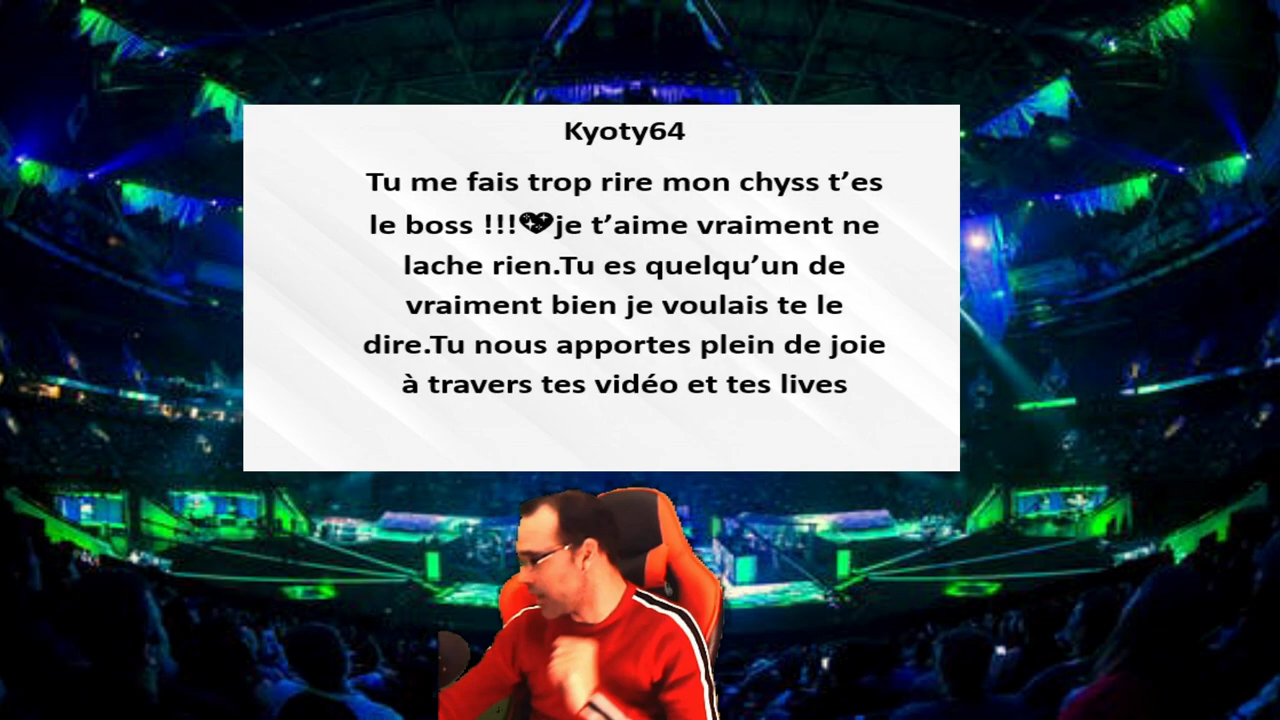 Kyoty64
Tu me fais trop rire mon chyss t’es
le boss !!!💖je t’aime vraiment ne
lache rien.Tu es quelqu’un de
vraiment bien je voulais te le
dire.Tu nous apportes plein de joie
à travers tes vidéo et tes lives